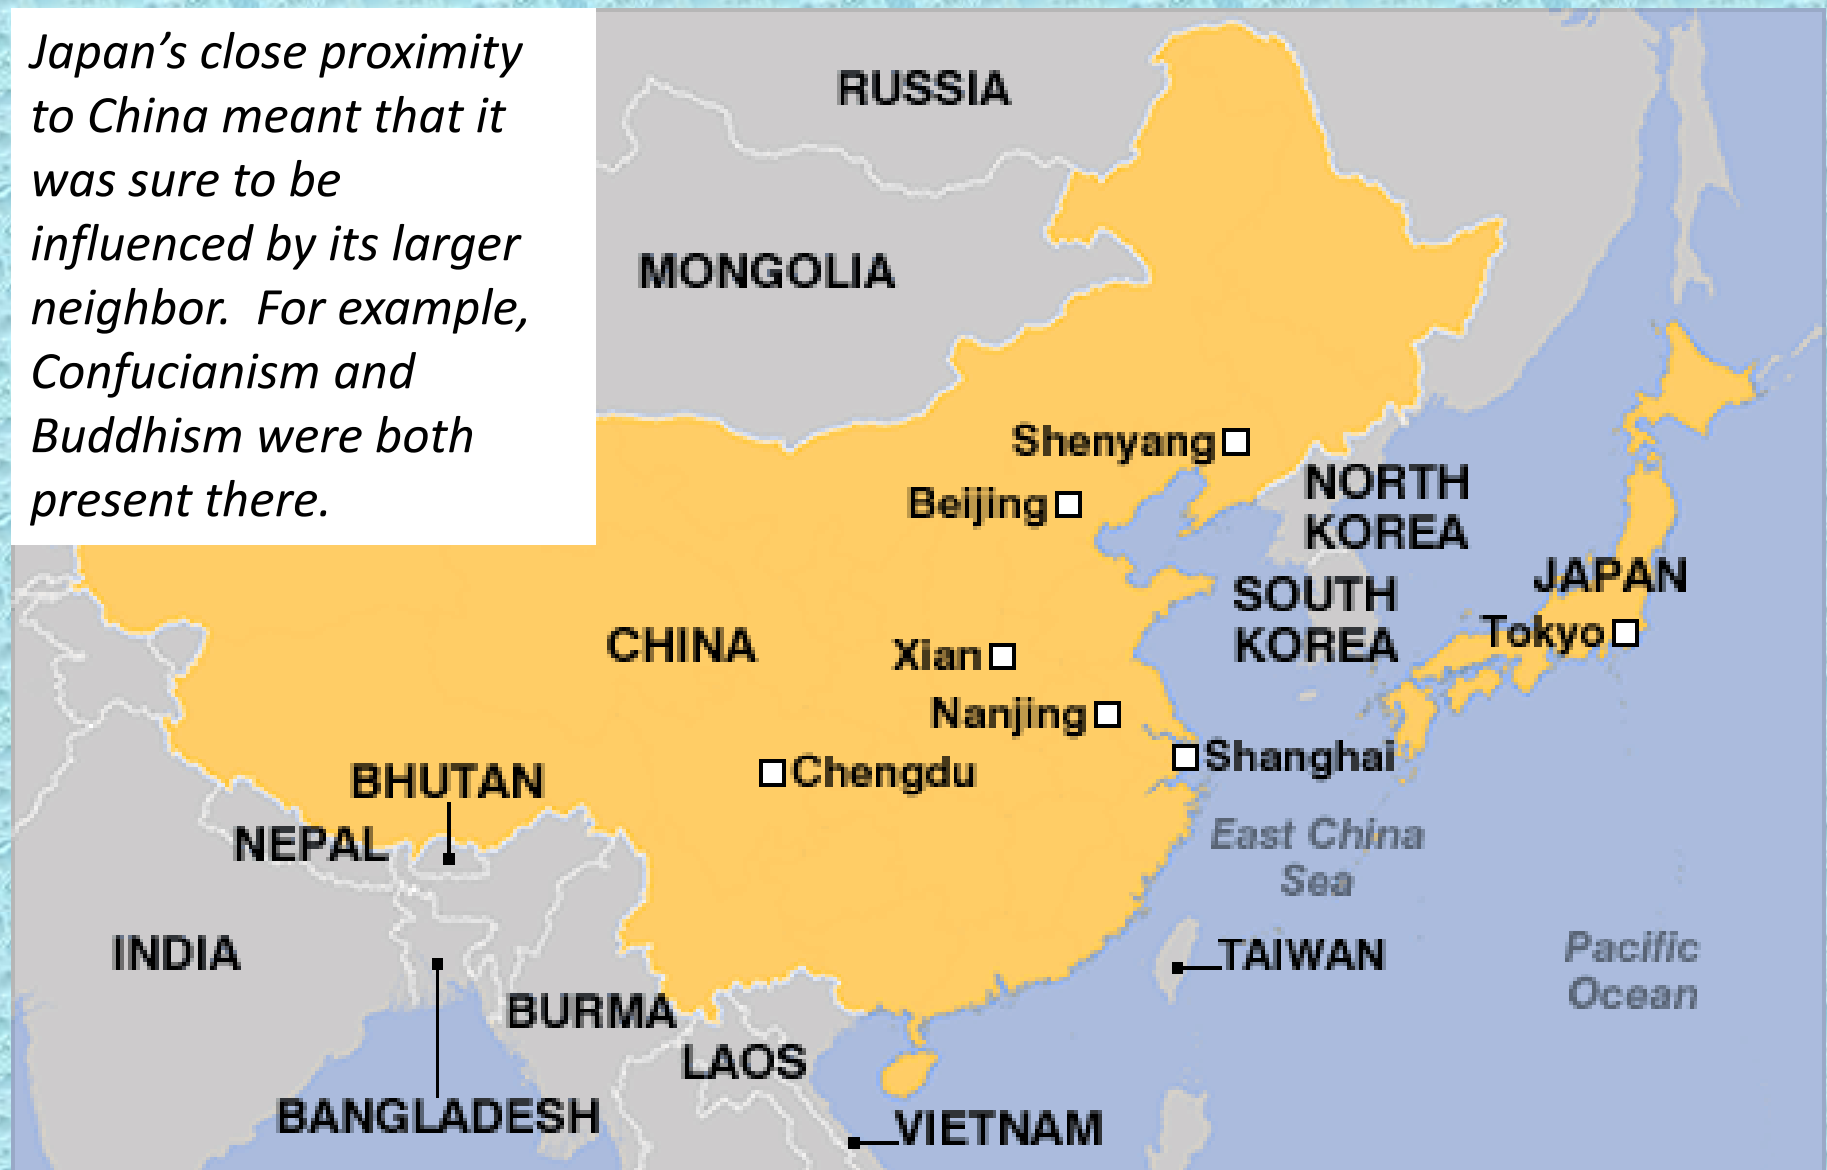 Japan’s close proximity
to China meant that it
was sure to be
influenced by its larger
neighbor.  For example,
Confucianism and
Buddhism were both
present there.
RUSSIA
MONGOLIA
Shenyang
Beijing
NORTH
KOREA
JAPAN
SOUTH
KOREA
Tokyo
CHINA
Xian
Nanjing
Shanghai
Chengdu
BHUTAN
NEPAL
East China
Sea
INDIA
TAIWAN
Pacific
Ocean
BURMA
LAOS
BANGLADESH
VIETNAM